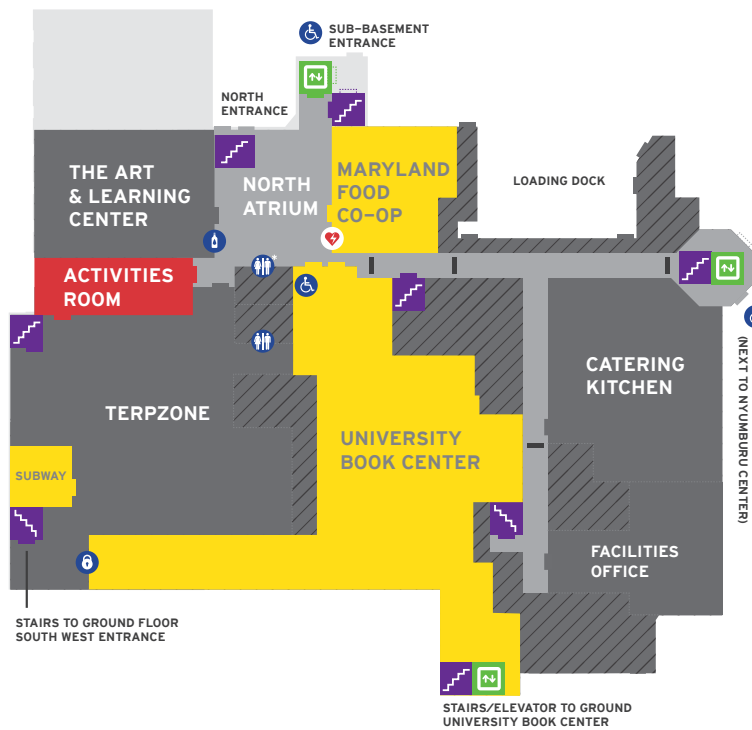 SUB-BASEMENT
ENTRANCE
NORTH
ENTRANCE
THE ART
& LEARNING
CENTER
NORTH
ATRIUM
MARYLAND
FOOD
CO-OP
LOADING DOCK
*
ACTIVITIES
ROOM
TERPZONE
CATERING
KITCHEN
(NEXT TO NYUMBURU CENTER)
UNIVERSITY
BOOK CENTER
SUBWAY
FACILITIES
OFFICE
STAIRS TO GROUND FLOOR
SOUTH WEST ENTRANCE
STAIRS/ELEVATOR TO GROUND
UNIVERSITY BOOK CENTER